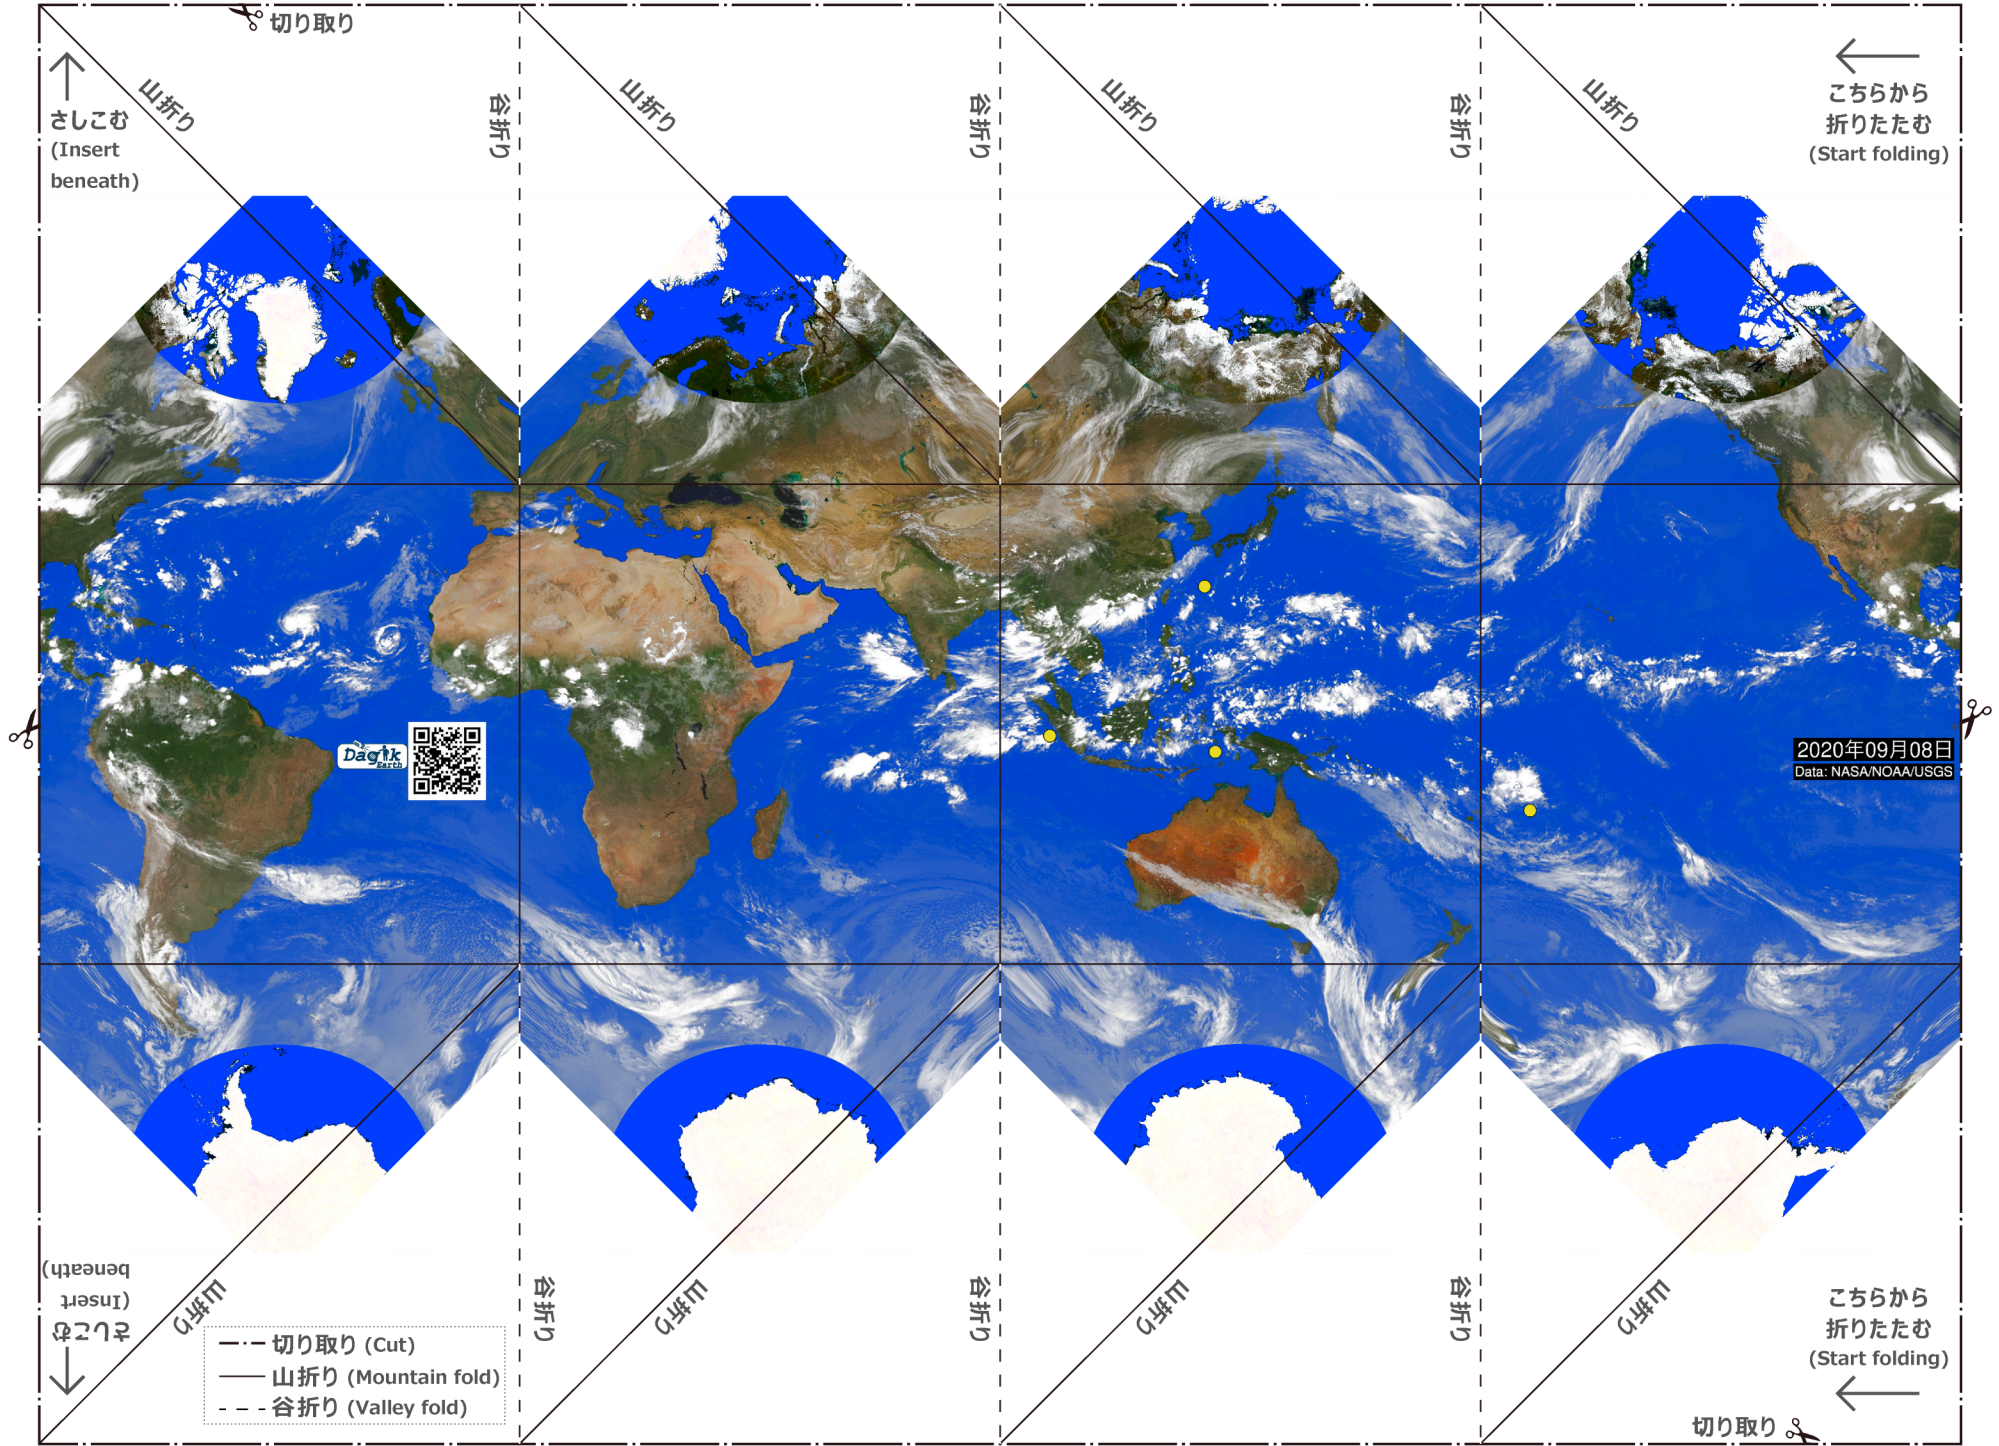 切り取り
山折り
山折り
山折り
山折り
谷折り
谷折り
谷折り
さしこむ
(Insert
beneath)
こちらから
折りたたむ
(Start folding)
Dagik
Earth
2020年09月08日
Data: NASA/NOAA/USGS
さしこむ
(Insert
beneath)
山折り
山折り
山折り
山折り
谷折り
谷折り
谷折り
こちらから
折りたたむ
(Start folding)
切り取り (Cut)
山折り (Mountain fold)
谷折り (Valley fold)
切り取り